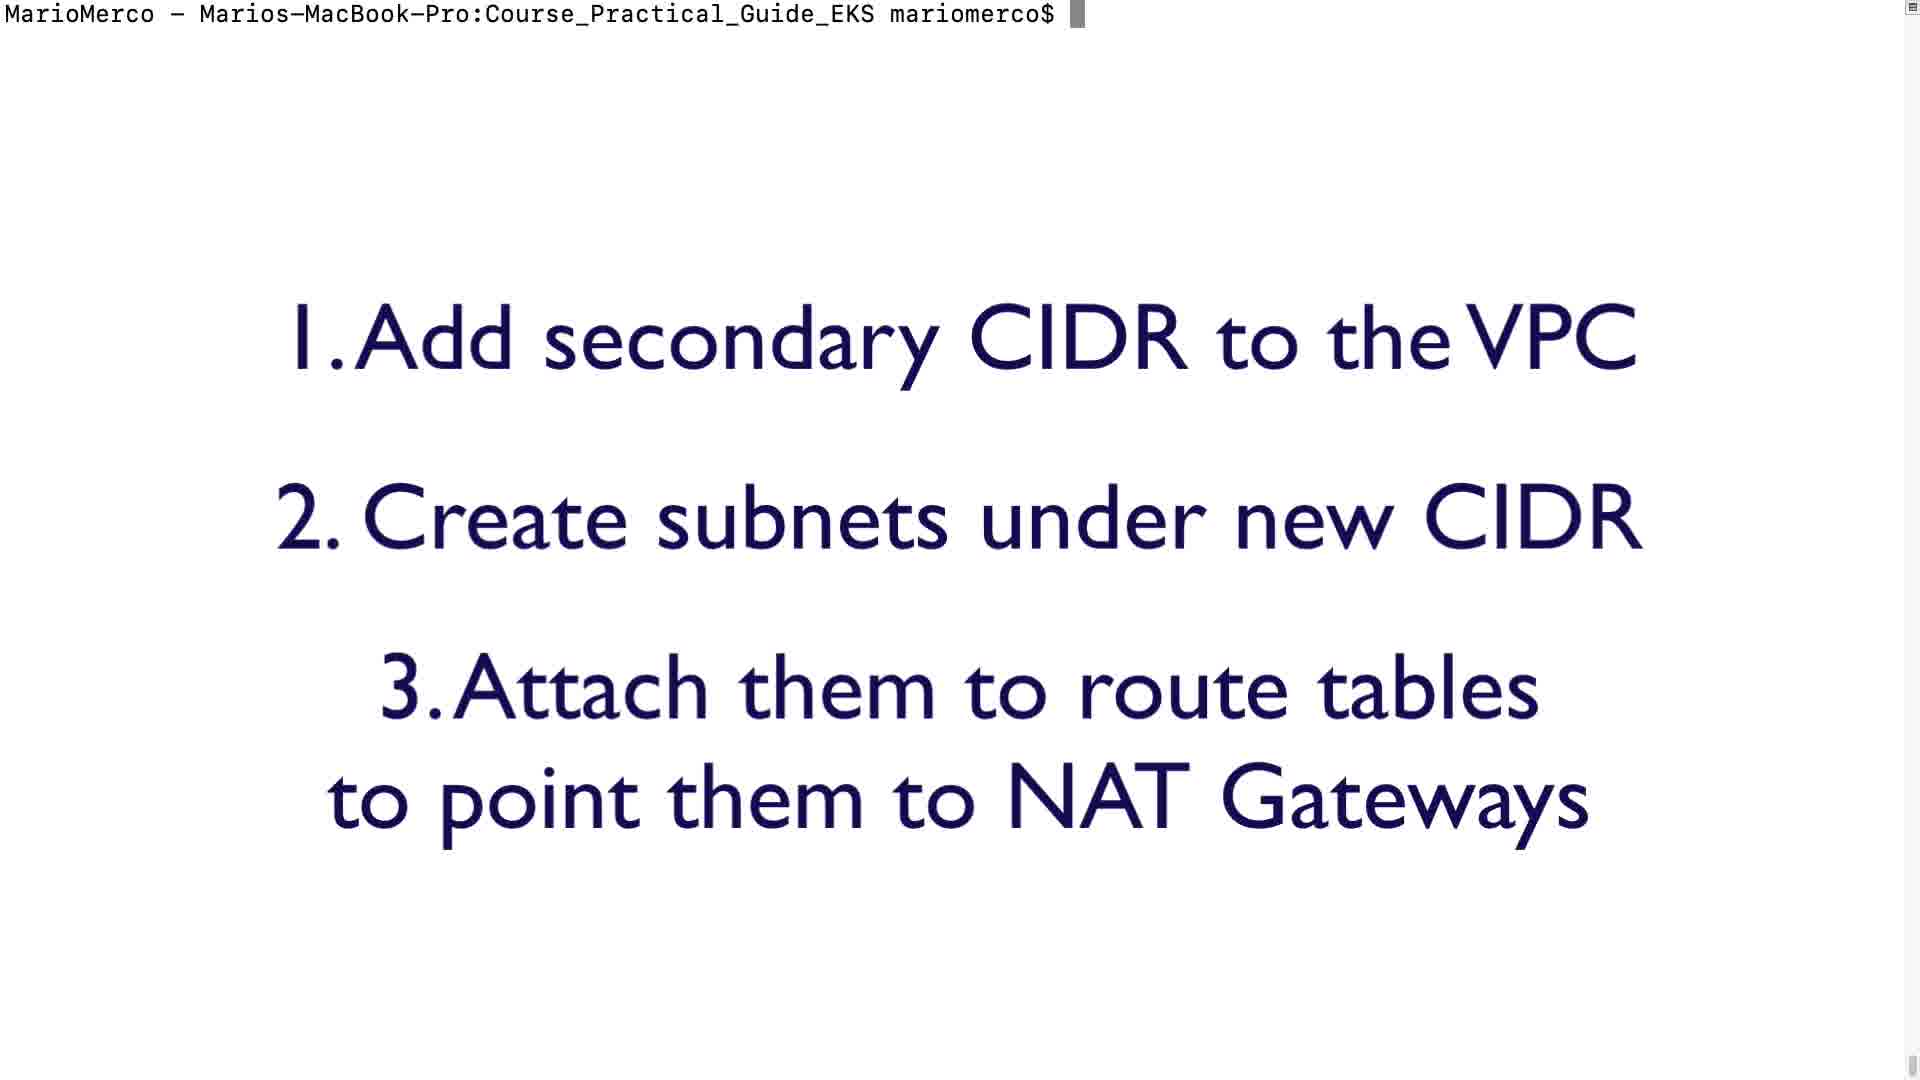 MarioMerco - Marios-MacBook-Pro:Course_Practical_Guide_EKS mariomerco$
1. Add secondary CIDR to the VPC
2. Create subnets under new CIDR
3. Attach them to route tables
to point them to NAT Gateways